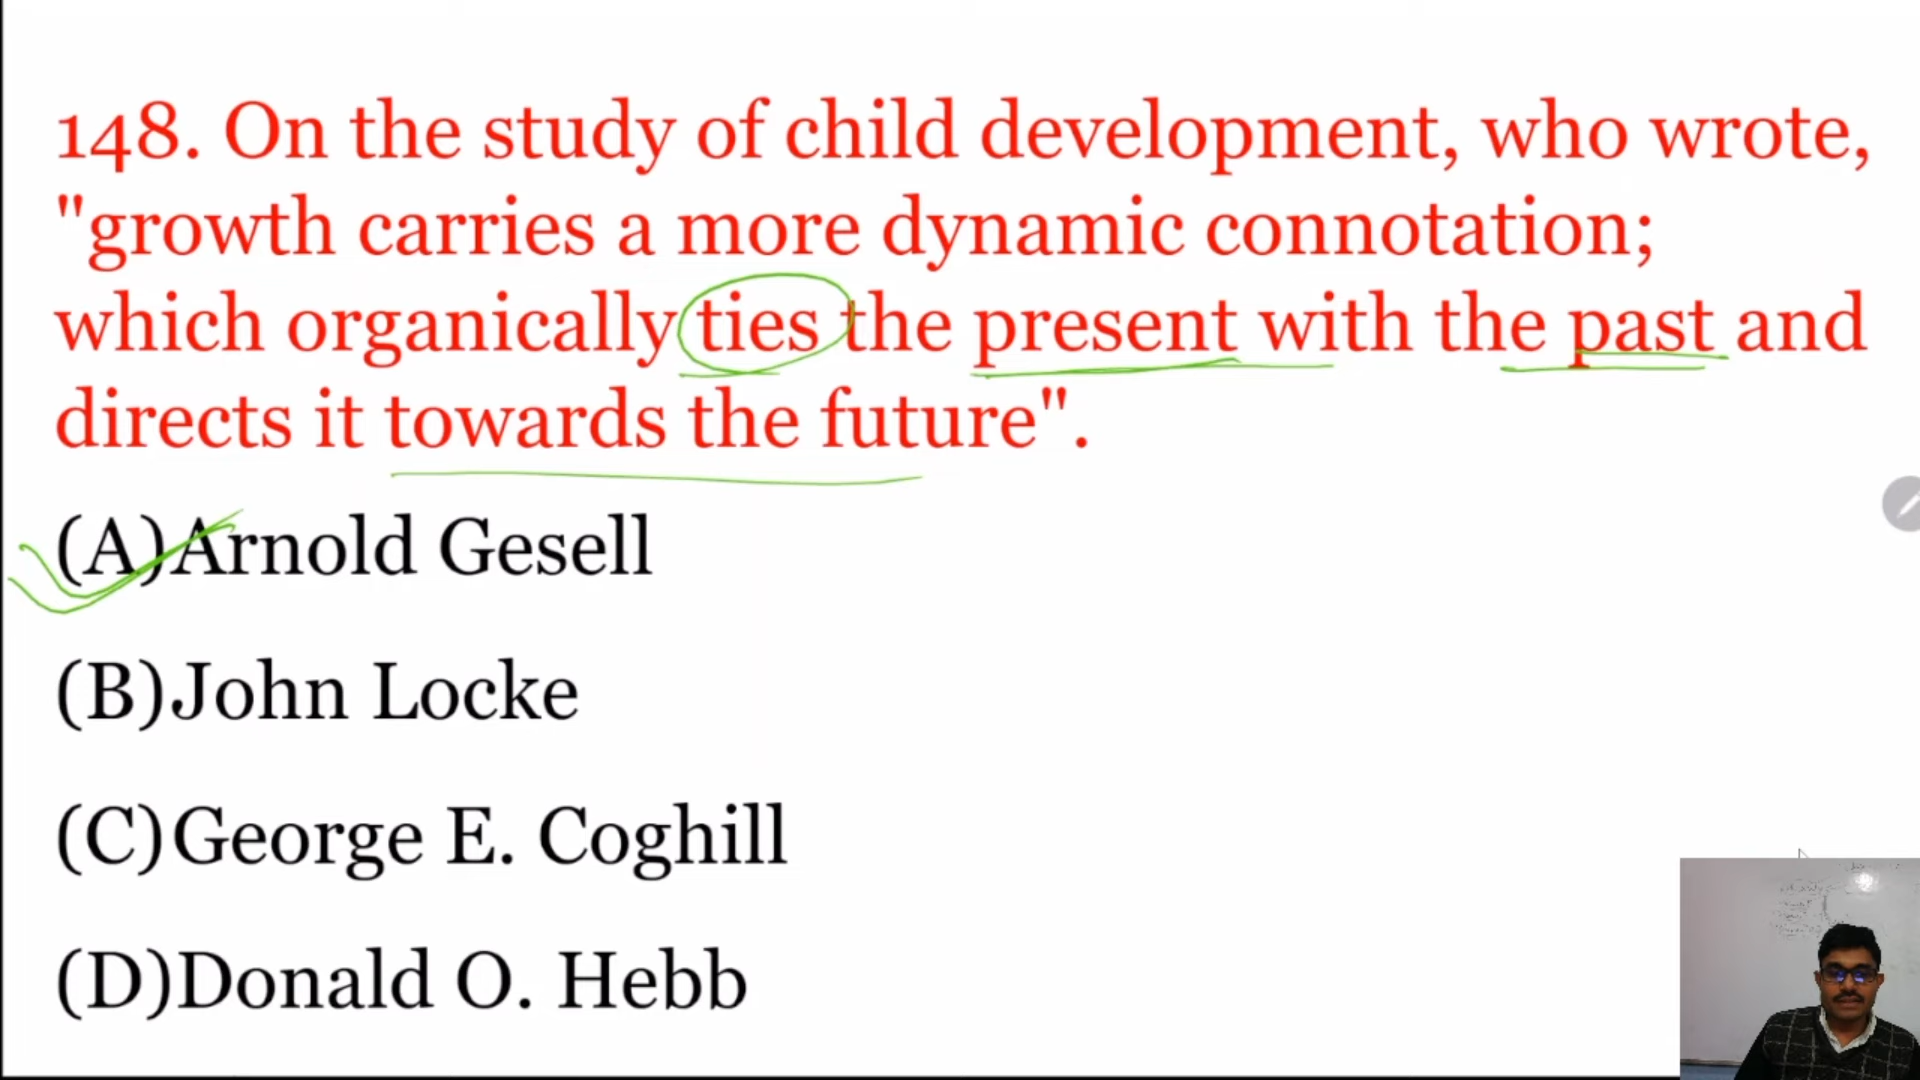 148. On the study of child development, who wrote,
"growth carries a more dynamic connotation;
which organically ties the present with the past and
directs it towards the future".
(A)Arnold Gesell
(B)John Locke
(C)George E. Coghill
(D)Donald O. Hebb